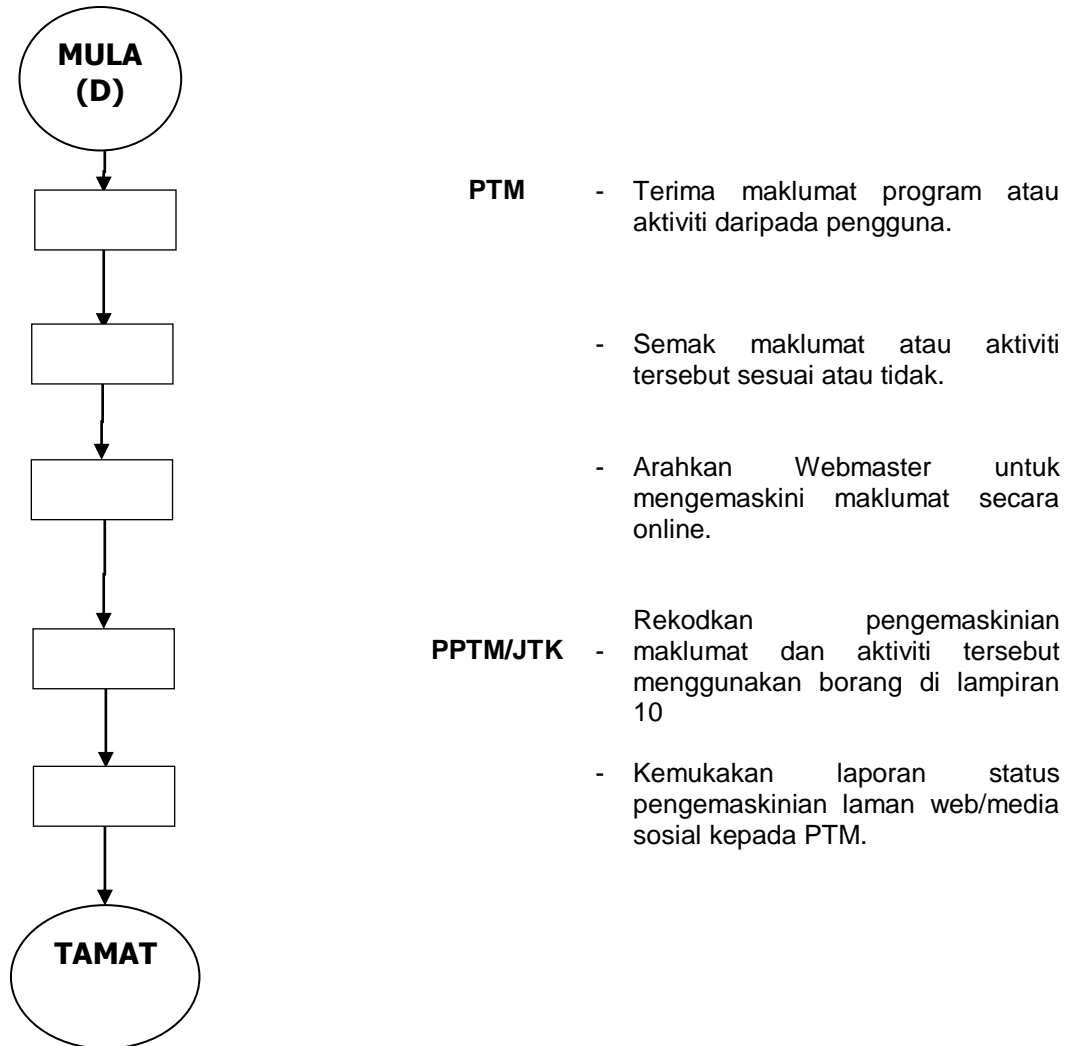 MULA
(D)
PTM - Terima maklumat program atau
aktiviti daripada pengguna.
- Semak maklumat atau aktiviti
tersebut sesuai atau tidak.
- Arahkan Webmaster untuk
mengemaskini maklumat secara
online.
Rekodkan pengemaskinian
PPTM/JTK - maklumat dan aktiviti tersebut
menggunakan borang di lampiran
10
- Kemukakan laporan status
pengemaskinian laman web/media
sosial kepada PTM.
TAMAT